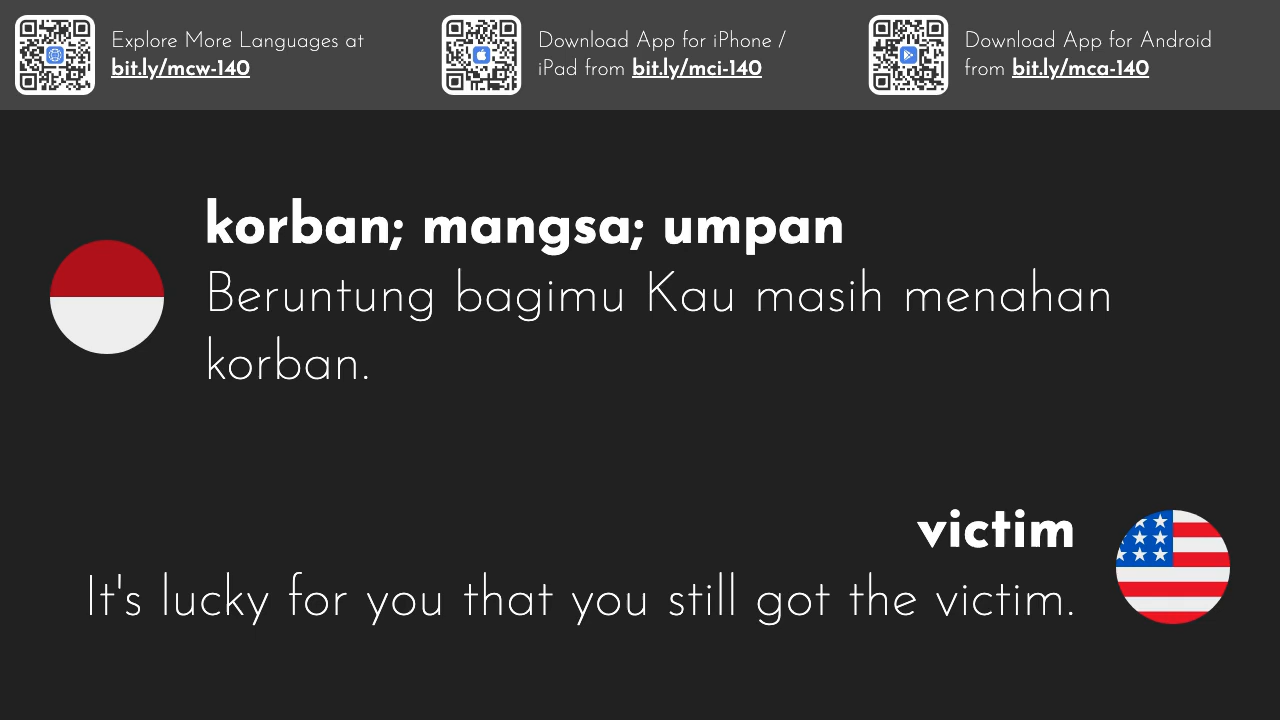 Explore More Languages at
bit.ly/mcw-140
Download App for iPhone /
iPad from bit.ly/mci-140
Download App for Android
from bit.ly/mca-140
korban; mangsa; umpan
Beruntung bagimu Kau masih menahan
korban.
victim
It's lucky for you that you still got the victim.